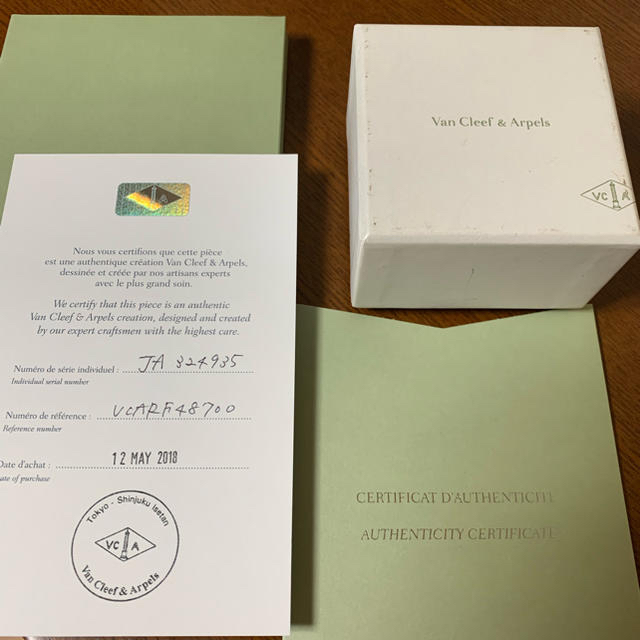 Van Cleef & Arpels
VC A
Nous vous certifions que cette pièce
est une authentique création Van Cleef & Arpels,
dessinée et créée par nos artisans experts
avec le plus grand soin.
We certify that this piece is an authentic
Van Cleef & Arpels creation, designed and created
by our expert craftsmen with the highest care.
Numéro de série individuel : JA 324935
Individual serial number
Numéro de référence : VCARF48700
Reference number
Date d'achat : 12 MAY 2018
ate of purchase
Tokyo - Shinjuku Isetan
VC A
Van Cleef & Arpels
CERTIFICAT D'AUTHENTICITÉ
AUTHENTICITY CERTIFICATE